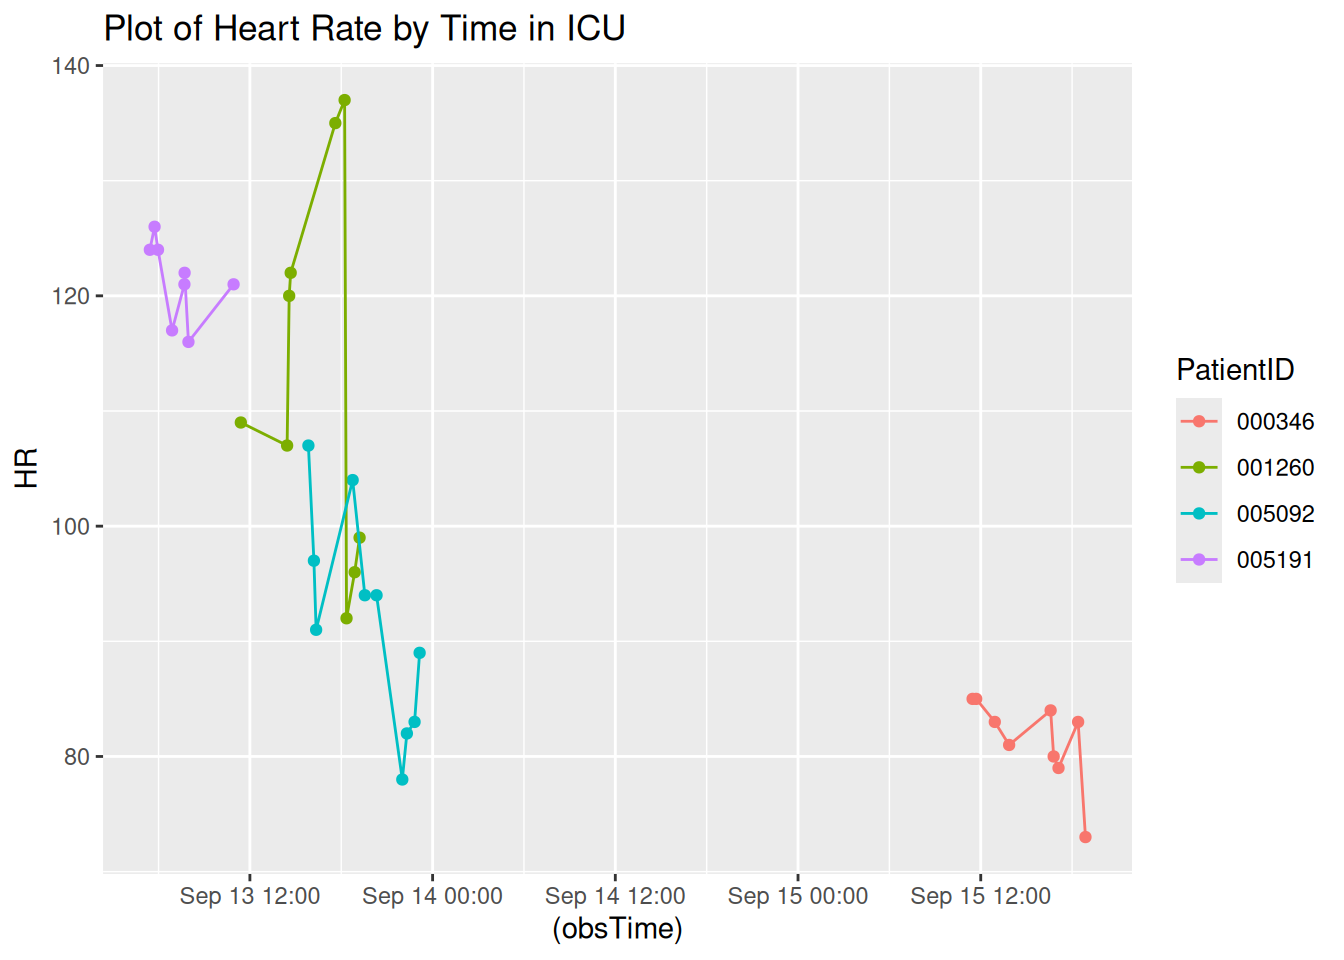 Plot of Heart Rate by Time in ICU
140
120
100
80
HR
Sep 13 12:00
Sep 14 00:00
Sep 14 12:00
Sep 15 00:00
Sep 15 12:00
(obsTime)
PatientID
000346
001260
005092
005191